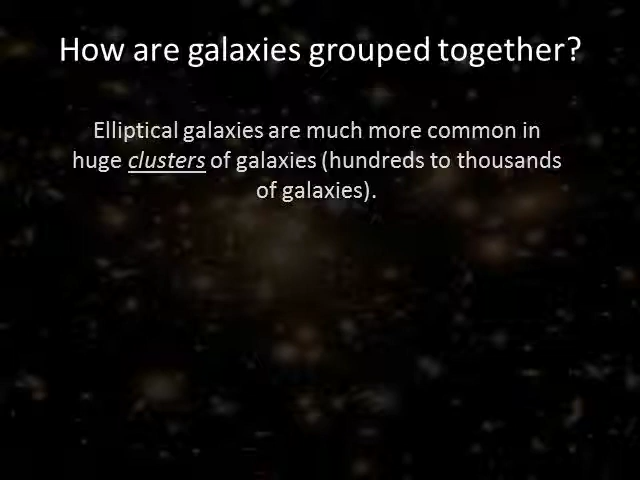 How are galaxies grouped together?
Elliptical galaxies are much more common in
huge clusters of galaxies (hundreds to thousands
of galaxies).